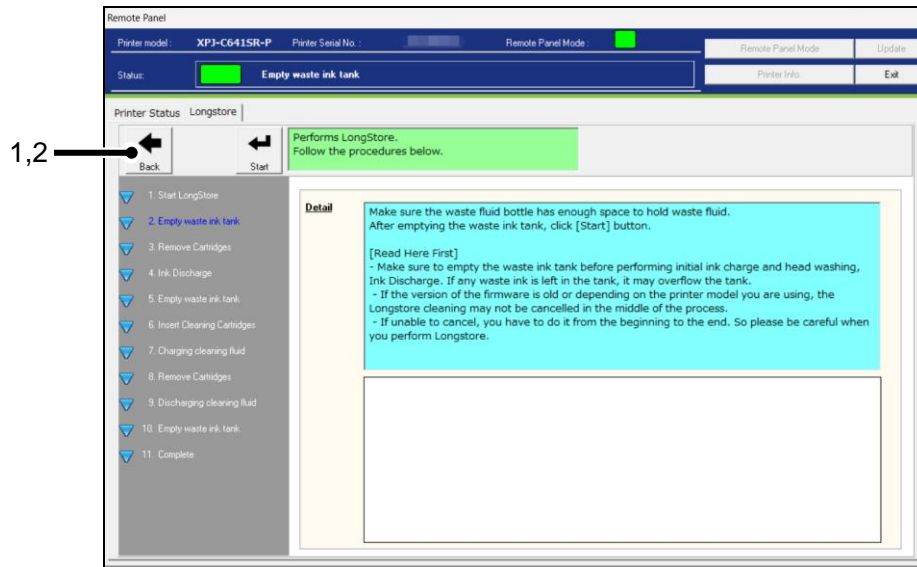 Remote Panel
Printer model : XPJ-C641SR-P Printer Serial No. : Remote Panel Mode :
Remote Panel Mode Update
Status: Empty waste ink tank
Printer Info. Exit
Printer Status Longstore
1,2
Back Start
Performs LongStore.
Follow the procedures below.
1. Start LongStore
2. Empty waste ink tank
3. Remove Cartridges
4. Ink Discharge
5. Empty waste ink tank
6. Insert Cleaning Cartridges
7. Charging cleaning fluid
8. Remove Cartridges
9. Discharging cleaning fluid
10. Empty waste ink tank
11. Complete
Detail
Make sure the waste fluid bottle has enough space to hold waste fluid.
After emptying the waste ink tank, click [Start] button.
[Read Here First]
- Make sure to empty the waste ink tank before performing initial ink charge and head washing,
Ink Discharge. If any waste ink is left in the tank, it may overflow the tank.
- If the version of the firmware is old or depending on the printer model you are using, the
Longstore cleaning may not be cancelled in the middle of the process.
- If unable to cancel, you have to do it from the beginning to the end. So please be careful when
you perform Longstore.